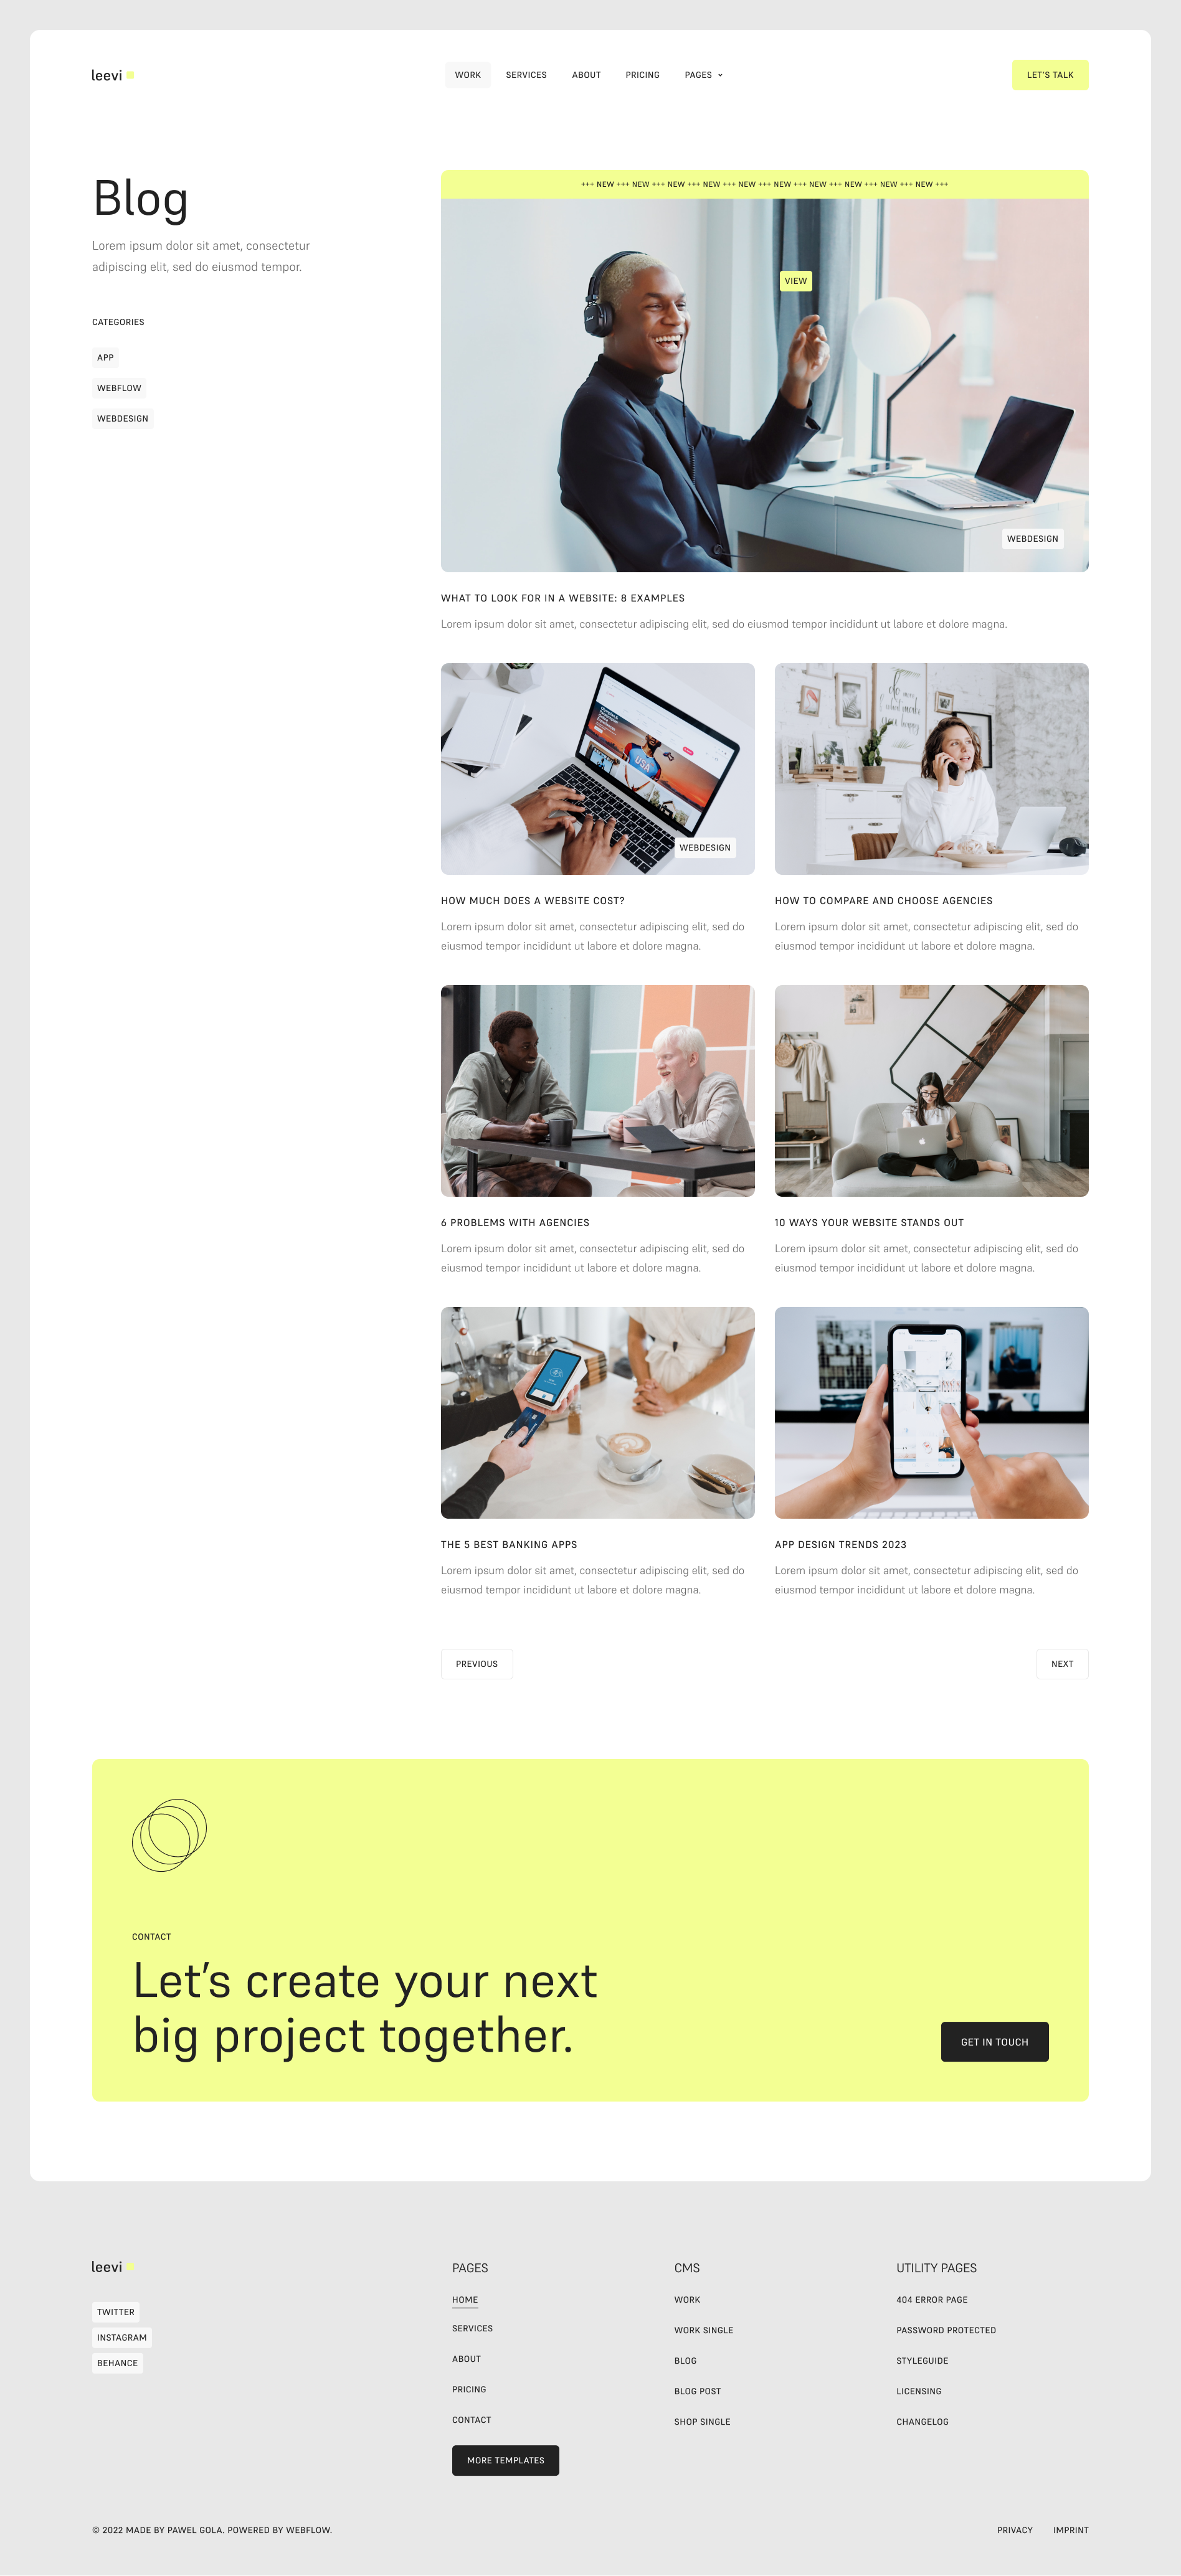 leevi
WORK
SERVICES
ABOUT
PRICING
PAGES
LET'S TALK
Blog
Lorem ipsum dolor sit amet, consectetur
adipiscing elit, sed do eiusmod tempor.
CATEGORIES
APP
WEBFLOW
WEBDESIGN
+++ NEW +++ NEW +++ NEW +++ NEW +++ NEW +++ NEW +++ NEW +++ NEW +++ NEW +++ NEW +++
VIEW
WEBDESIGN
WHAT TO LOOK FOR IN A WEBSITE: 8 EXAMPLES
Lorem ipsum dolor sit amet, consectetur adipiscing elit, sed do eiusmod tempor incididunt ut labore et dolore magna.
USA
WEBDESIGN
HOW MUCH DOES A WEBSITE COST?
Lorem ipsum dolor sit amet, consectetur adipiscing elit, sed do
eiusmod tempor incididunt ut labore et dolore magna.
HOW TO COMPARE AND CHOOSE AGENCIES
Lorem ipsum dolor sit amet, consectetur adipiscing elit, sed do
eiusmod tempor incididunt ut labore et dolore magna.
6 PROBLEMS WITH AGENCIES
Lorem ipsum dolor sit amet, consectetur adipiscing elit, sed do
eiusmod tempor incididunt ut labore et dolore magna.
10 WAYS YOUR WEBSITE STANDS OUT
Lorem ipsum dolor sit amet, consectetur adipiscing elit, sed do
eiusmod tempor incididunt ut labore et dolore magna.
THE 5 BEST BANKING APPS
Lorem ipsum dolor sit amet, consectetur adipiscing elit, sed do
eiusmod tempor incididunt ut labore et dolore magna.
APP DESIGN TRENDS 2023
Lorem ipsum dolor sit amet, consectetur adipiscing elit, sed do
eiusmod tempor incididunt ut labore et dolore magna.
PREVIOUS
NEXT
CONTACT
Let's create your next
big project together.
GET IN TOUCH
leevi
TWITTER
INSTAGRAM
BEHANCE
PAGES
HOME
SERVICES
ABOUT
PRICING
CONTACT
MORE TEMPLATES
CMS
WORK
WORK SINGLE
BLOG
BLOG POST
SHOP SINGLE
UTILITY PAGES
404 ERROR PAGE
PASSWORD PROTECTED
STYLEGUIDE
LICENSING
CHANGELOG
© 2022 MADE BY PAWEL GOLA. POWERED BY WEBFLOW.
PRIVACY
IMPRINT